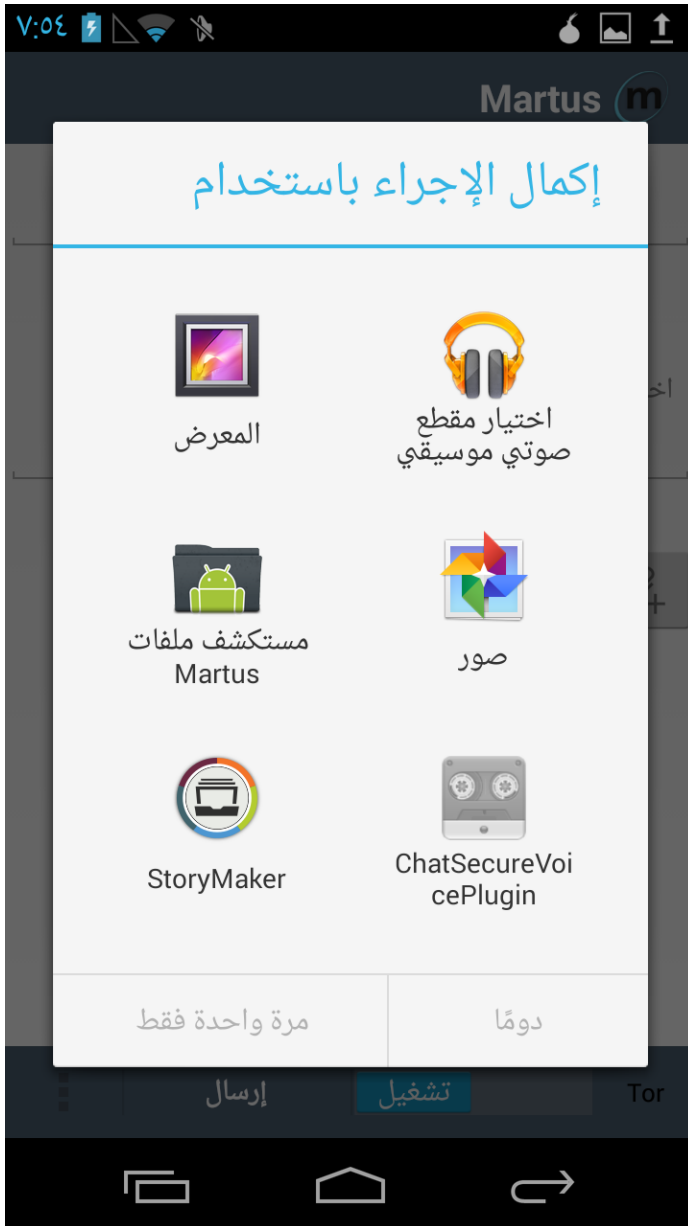 ٧:٥٤
Martus
إكمال الإجراء باستخدام
اختيار مقطع
صوتي موسيقي
المعرض
صور
مستكشف ملفات
Martus
ChatSecureVoi
cePlugin
StoryMaker
دومًا
مرة واحدة فقط
Tor
تشغيل
إرسال